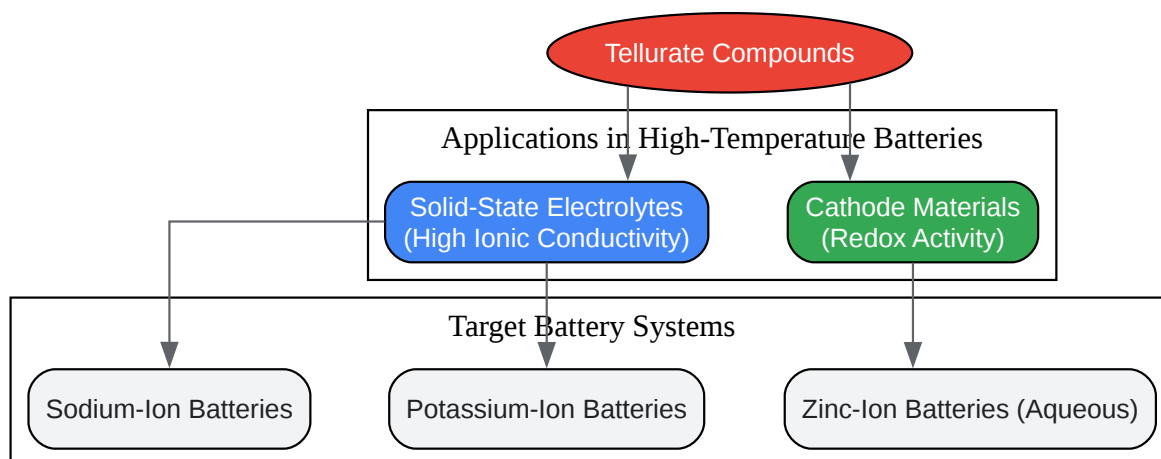 Tellurate Compounds
Applications in High-Temperature Batteries
Solid-State Electrolytes
(High Ionic Conductivity)
Cathode Materials
(Redox Activity)
Target Battery Systems
Sodium-Ion Batteries
Potassium-Ion Batteries
Zinc-Ion Batteries (Aqueous)